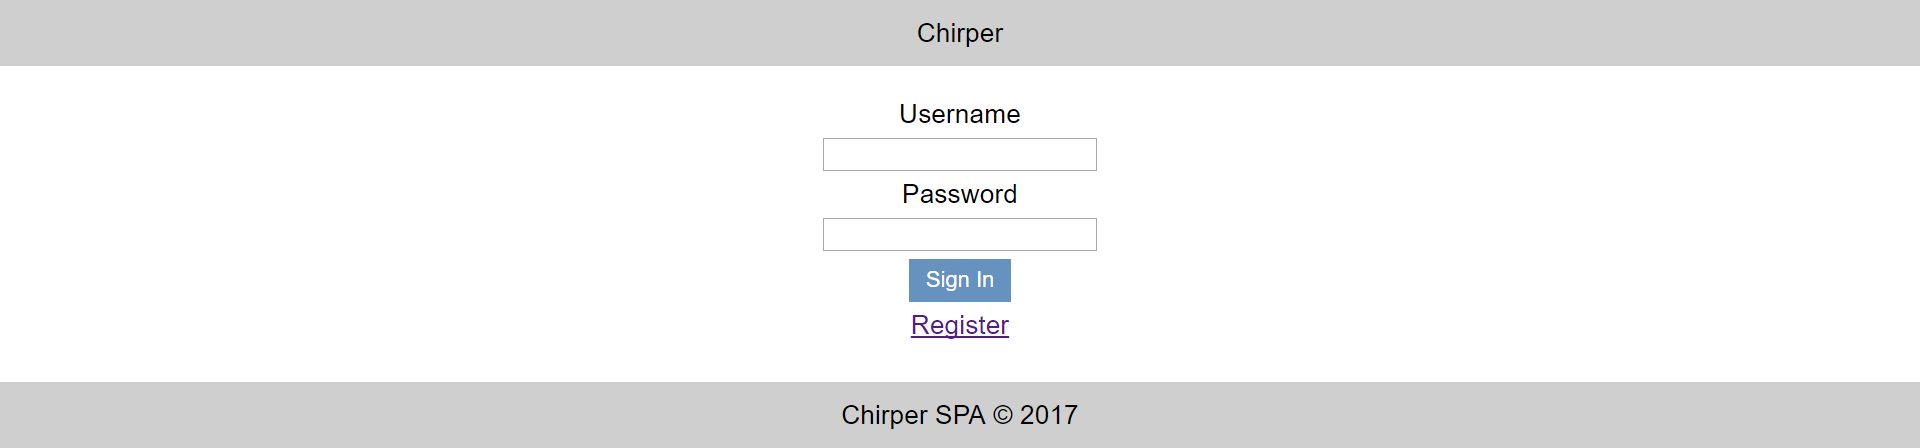 Chirper
Username
Password
Sign In
Register
Chirper SPA © 2017